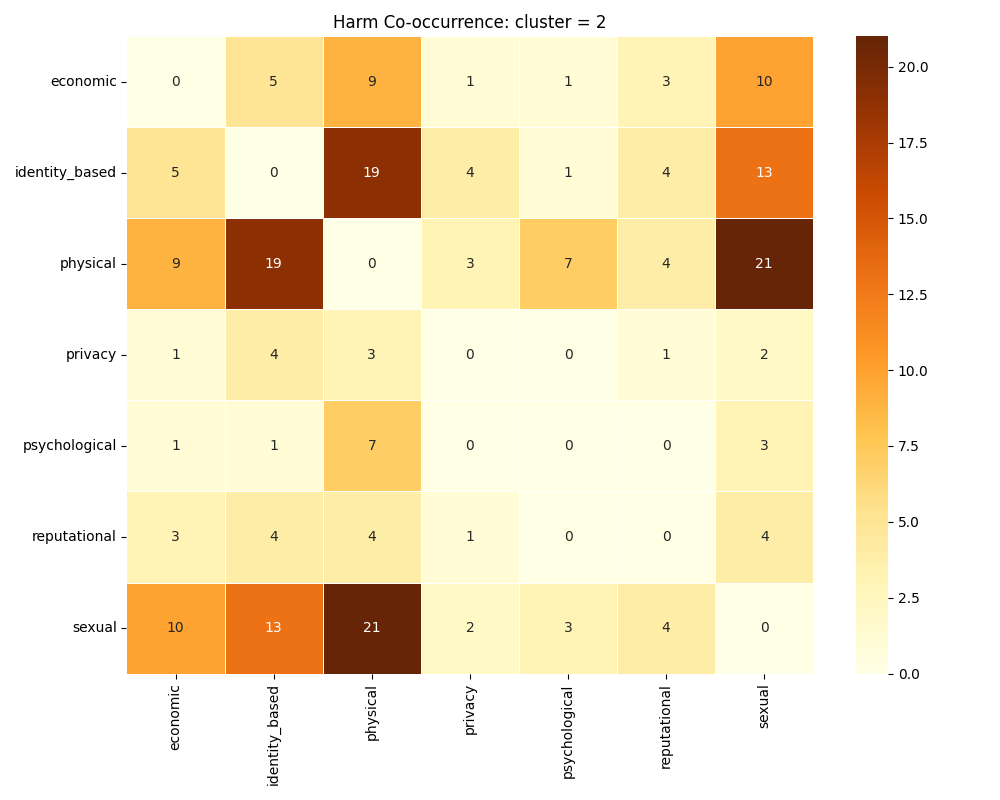 Harm Co-occurrence: cluster = 2
economic 0 5 9 1 1 3 10
identity_based 5 0 19 4 1 4 13
physical 9 19 0 3 7 4 21
privacy 1 4 3 0 0 1 2
psychological 1 1 7 0 0 0 3
reputational 3 4 4 1 0 0 4
sexual 10 13 21 2 3 4 0
economic identity_based physical privacy psychological reputational sexual
20.0
17.5
15.0
12.5
10.0
7.5
5.0
2.5
0.0